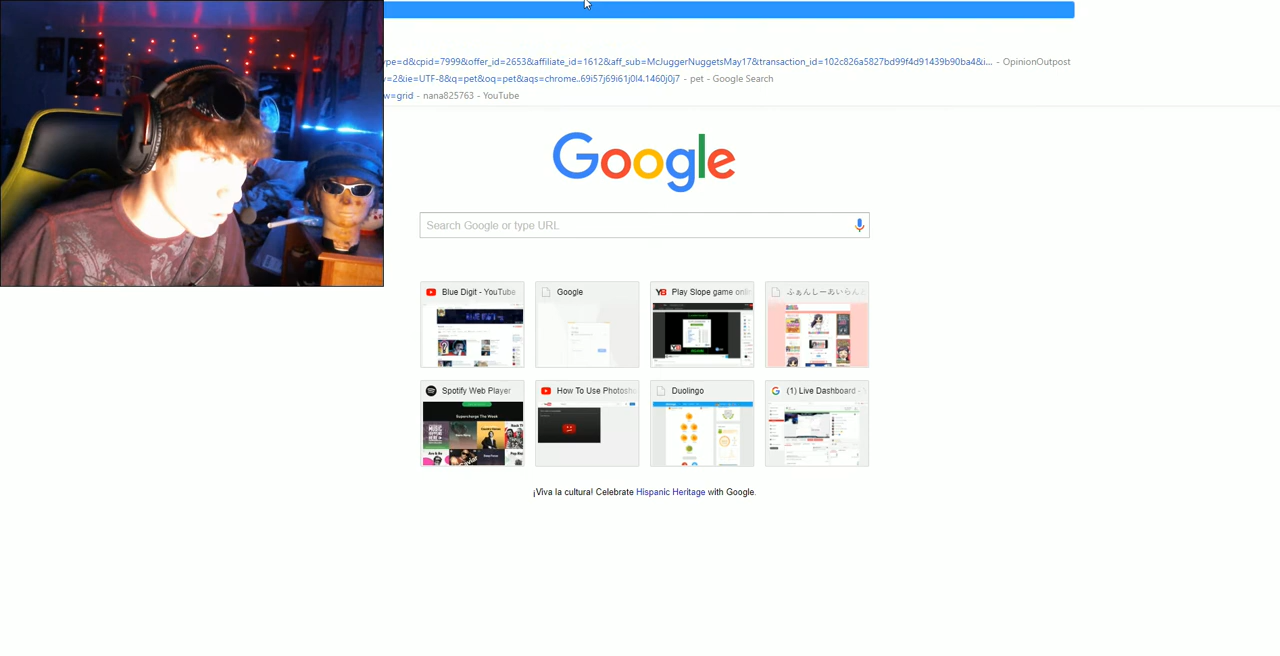 ype=d&cpid=7999&offer_id=2653&affiliate_id=1612&aff_sub=McJuggerNuggetsMay17&transaction_id=102c826a5827bd99f4d91439b90ba4&i... - OpinionOutpost
v=2&ie=UTF-8&q=pet&oq=pet&aqs=chrome..69i57j69i61j0l4.1460j0j7 - pet - Google Search
w=grid - nana825763 - YouTube
Google
Search Google or type URL
Blue Digit - YouTube
Google
Play Slope game onli
ふぁんしーあいらん
Spotify Web Player
How To Use Photosh
Duolingo
(1) Live Dashboard -
Supercharge The Week
¡Viva la cultura! Celebrate Hispanic Heritage with Google.